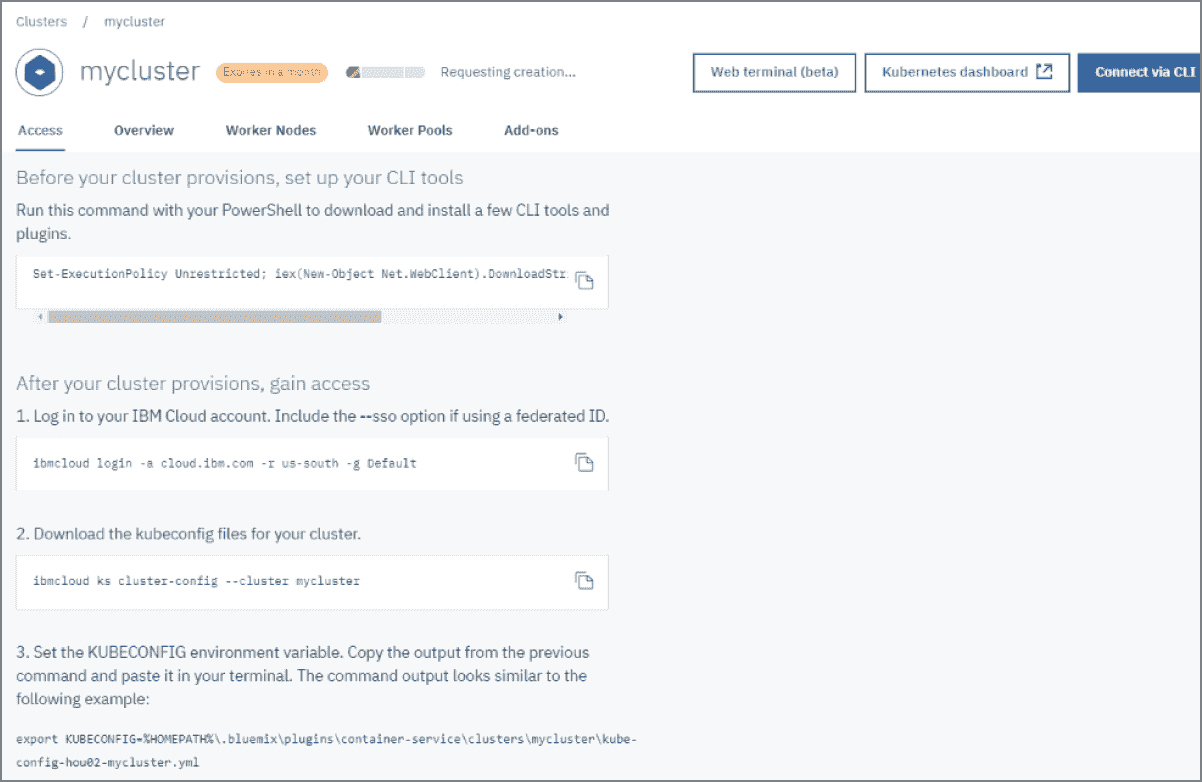 Clusters / mycluster
mycluster Expires in a month Requesting creation... Web terminal (beta) Kubernetes dashboard Connect via CLI
Access Overview Worker Nodes Worker Pools Add-ons
Before your cluster provisions, set up your CLI tools
Run this command with your PowerShell to download and install a few CLI tools and
plugins.
Set-ExecutionPolicy Unrestricted; iex(New-Object Net.WebClient).DownloadStr
After your cluster provisions, gain access
1. Log in to your IBM Cloud account. Include the --sso option if using a federated ID.
ibmcloud login -a cloud.ibm.com -r us-south -g Default
2. Download the kubeconfig files for your cluster.
ibmcloud ks cluster-config --cluster mycluster
3. Set the KUBECONFIG environment variable. Copy the output from the previous
command and paste it in your terminal. The command output looks similar to the
following example:
export KUBECONFIG=%HOMEPATH%\.bluemix\plugins\container-service\clusters\mycluster\kube-
config-hou02-mycluster.yml